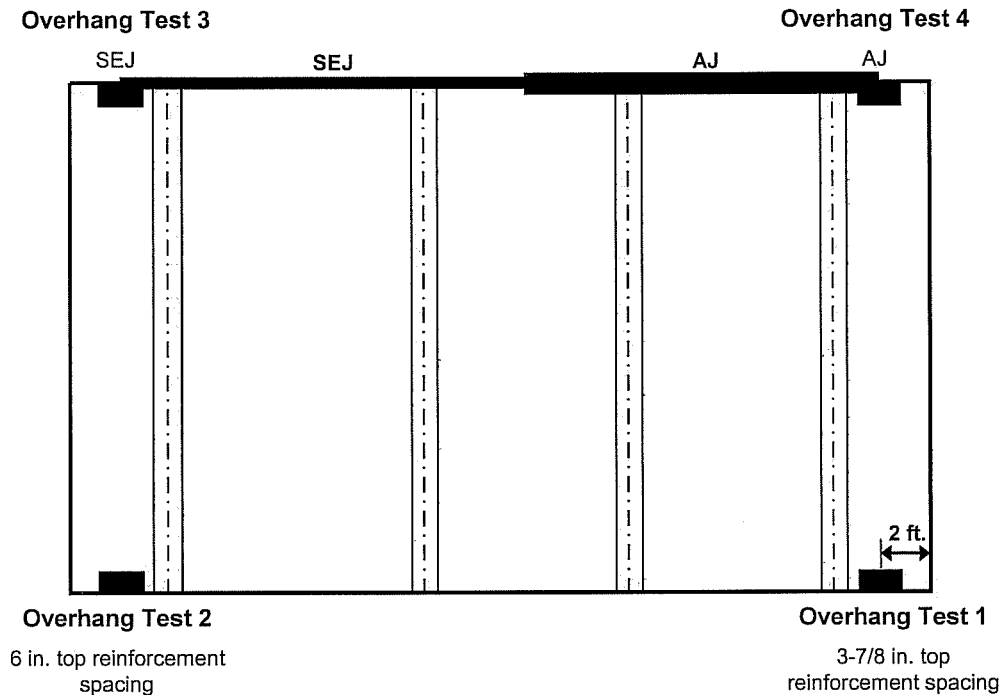 Overhang Test 3
Overhang Test 4
SEJ
SEJ
AJ
AJ
2 ft.
Overhang Test 2
Overhang Test 1
6 in. top reinforcement
spacing
3-7/8 in. top
reinforcement spacing